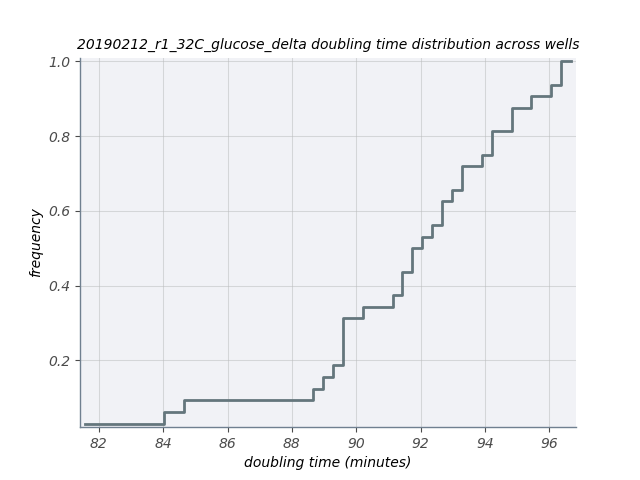 20190212_r1_32C_glucose_delta doubling time distribution across wells
1.0
0.8
0.6
0.4
0.2
frequency
82 84 86 88 90 92 94 96
doubling time (minutes)